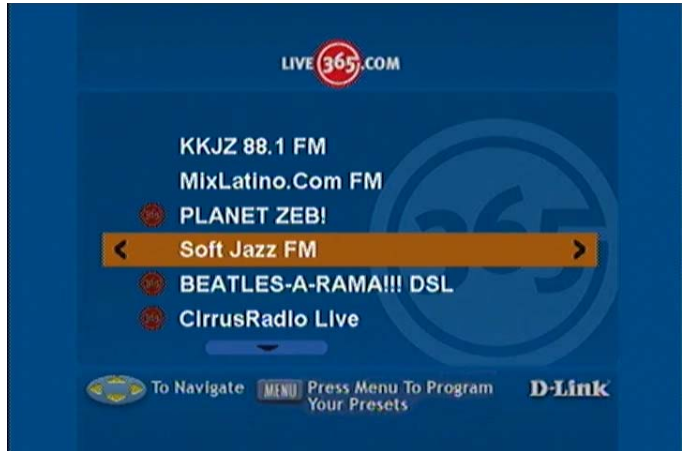 LIVE 365.COM
KKJZ 88.1 FM
MixLatino.Com FM
PLANET ZEB!
Soft Jazz FM
BEATLES-A-RAMA!!! DSL
CirrusRadio Live
To Navigate MENU Press Menu To Program
Your Presets
D-Link
365